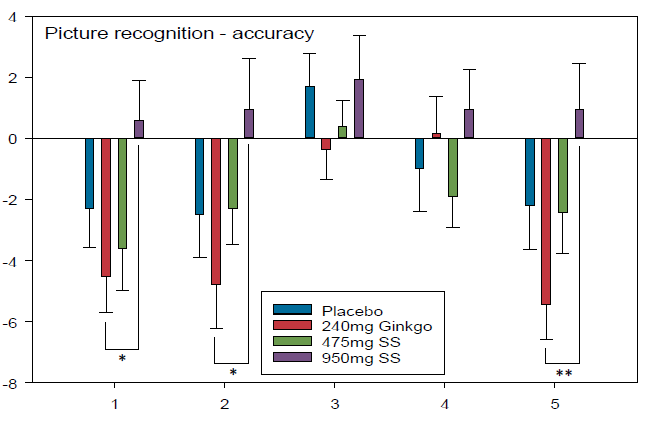 4
Picture recognition - accuracy
2
0
-2
-4
Placebo
240mg Ginkgo
475mg SS
950mg SS
-6
*
*
**
-8
1 2 3 4 5